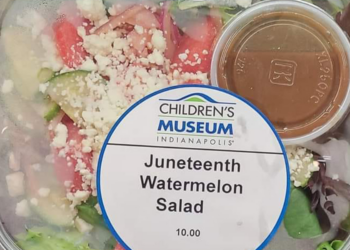 CHILDREN'S
MUSEUM
INDIANAPOLIS®
Juneteenth
Watermelon
Salad
10.00